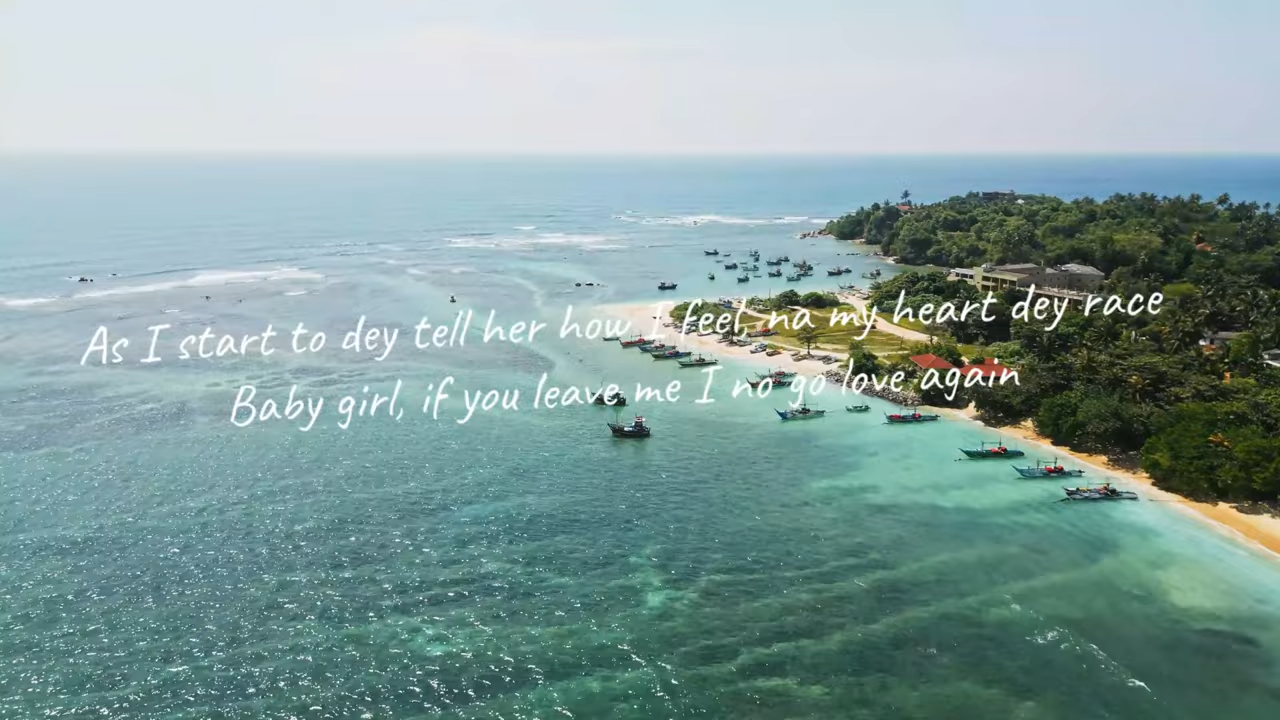 As I start to dey tell her how I feel, na my heart dey race
Baby girl, if you leave me I no go love again